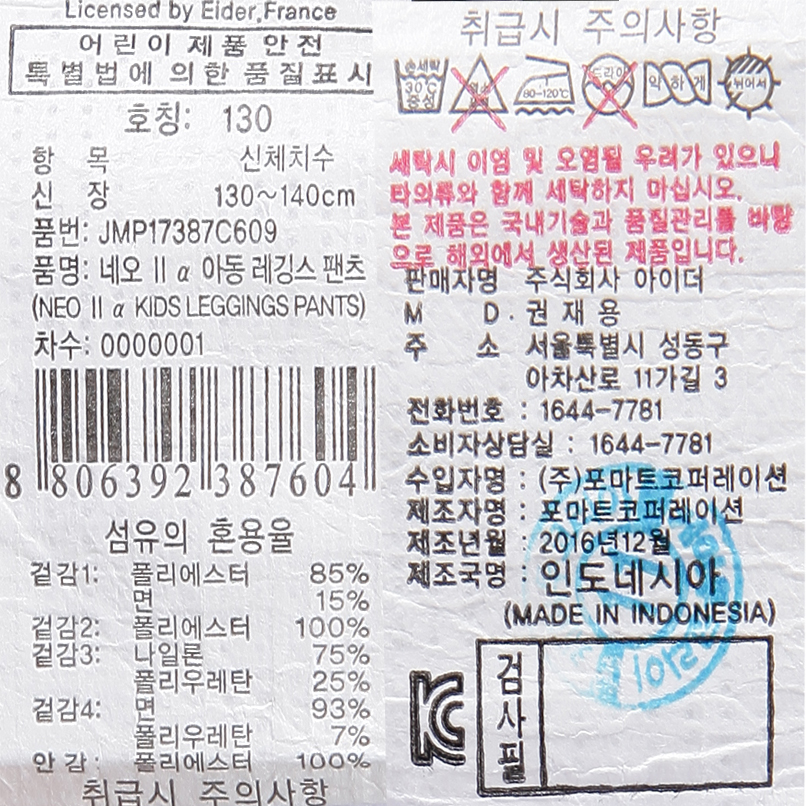 Licensed by Eider,France
어린이 제품 안전
특별법에 의한 품질표시
호칭: 130
항 목 신체치수
신 장 130~140cm
품번: JMP17387C609
품명: 네오 II α 아동 레깅스 팬츠
(NEO II α KIDS LEGGINGS PANTS)
차수: 0000001
8 806392 387604
섬유의 혼용율
겉감1: 폴리에스터 85%
면 15%
겉감2: 폴리에스터 100%
겉감3: 나일론 75%
폴리우레탄 25%
겉감4: 면 93%
폴리우레탄 7%
안감: 폴리에스터 100%
취급시 주의사항
취급시 주의사항
손세탁 30℃ 중성
염소 표백
80~120℃
드라이
약하게
뉘어서
세탁시 이염 및 오염될 우려가 있으니
타의류와 함께 세탁하지 마십시오.
본 제품은 국내기술과 품질관리를 바탕
으로 해외에서 생산된 제품입니다.
판매자명 주식회사 아이더
M D. 권재용
주 소 서울특별시 성동구
아차산로 11가길 3
전화번호 : 1644-7781
소비자상담실 : 1644-7781
수입자명 : (주)포마트코퍼레이션
제조자명 : 포마트코퍼레이션
제조년월 : 2016년12월
제조국명 : 인도네시아
(MADE IN INDONESIA)
KC
검사필